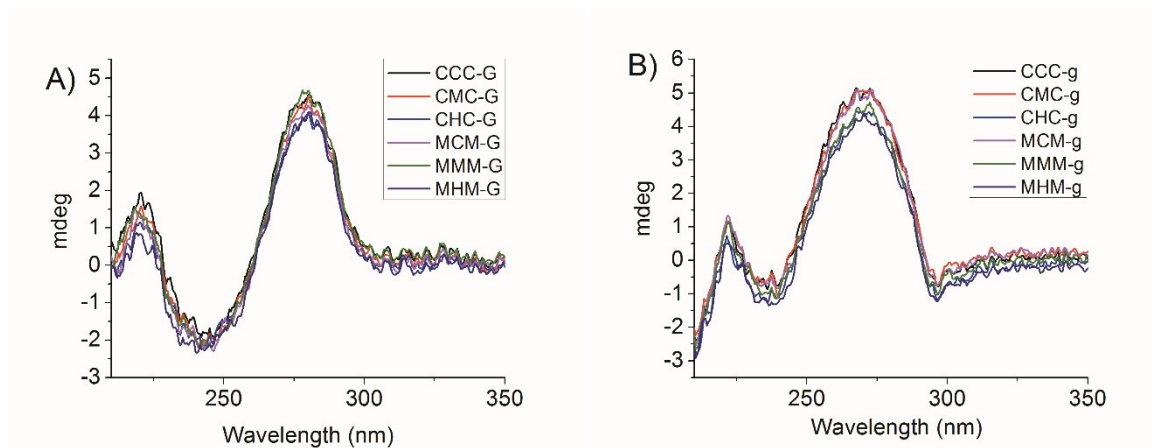 A)
CCC-G
CMC-G
CHC-G
MCM-G
MMM-G
MHM-G
5
4
3
2
1
0
-1
-2
-3
mdeg
250 300 350
Wavelength (nm)
B)
CCC-g
CMC-g
CHC-g
MCM-g
MMM-g
MHM-g
6
5
4
3
2
1
0
-1
-2
-3
mdeg
250 300 350
Wavelength (nm)